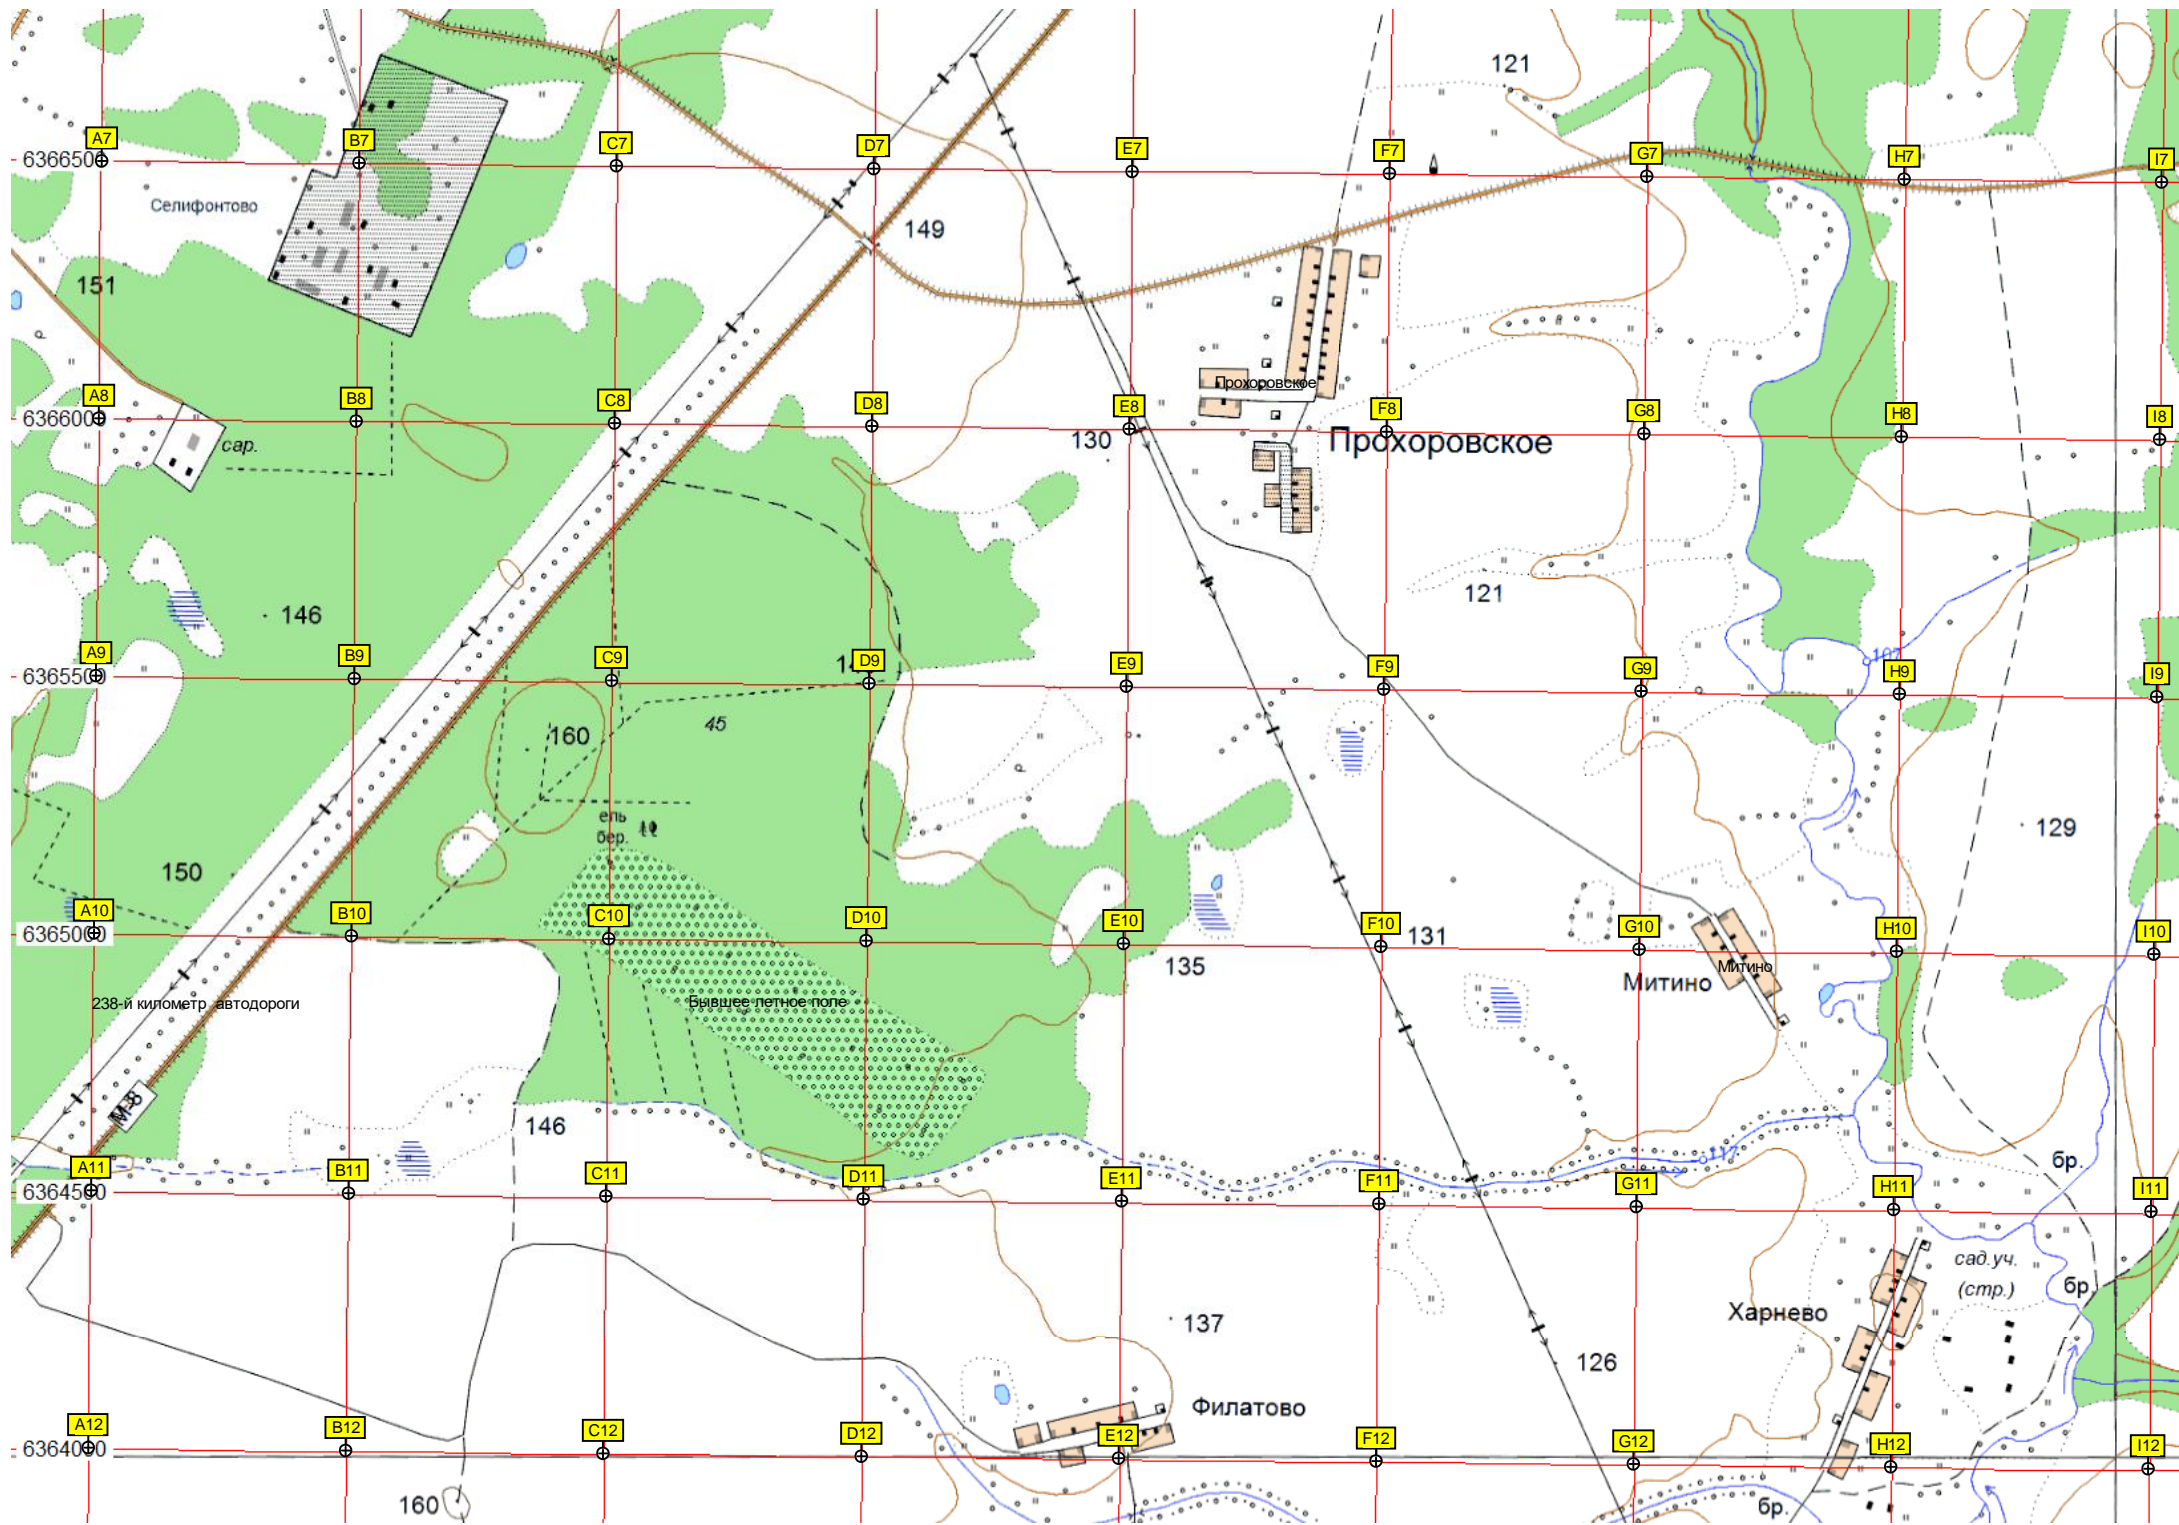 121
A7
B7
C7
D7
E7
F7
G7
H7
I7
6366500
Селифонтово
149
151
Прохоровское
A8
B8
C8
D8
E8
F8
G8
H8
I8
6366000
сар.
130
Прохоровское
146
121
A9
B9
C9
D9
E9
F9
G9
H9
I9
6365500
160
45
ель
бер.
129
150
A10
B10
C10
D10
E10
F10
G10
H10
I10
6365000
131
135
Митино
Митино
238-й километр автодороги
Бывшее летное поле
М-8
146
117
бр.
A11
B11
C11
D11
E11
F11
G11
H11
I11
6364500
сад.уч.
(стр.)
бр.
Харнево
137
126
Филатово
A12
B12
C12
D12
E12
F12
G12
H12
I12
6364000
160
бр.